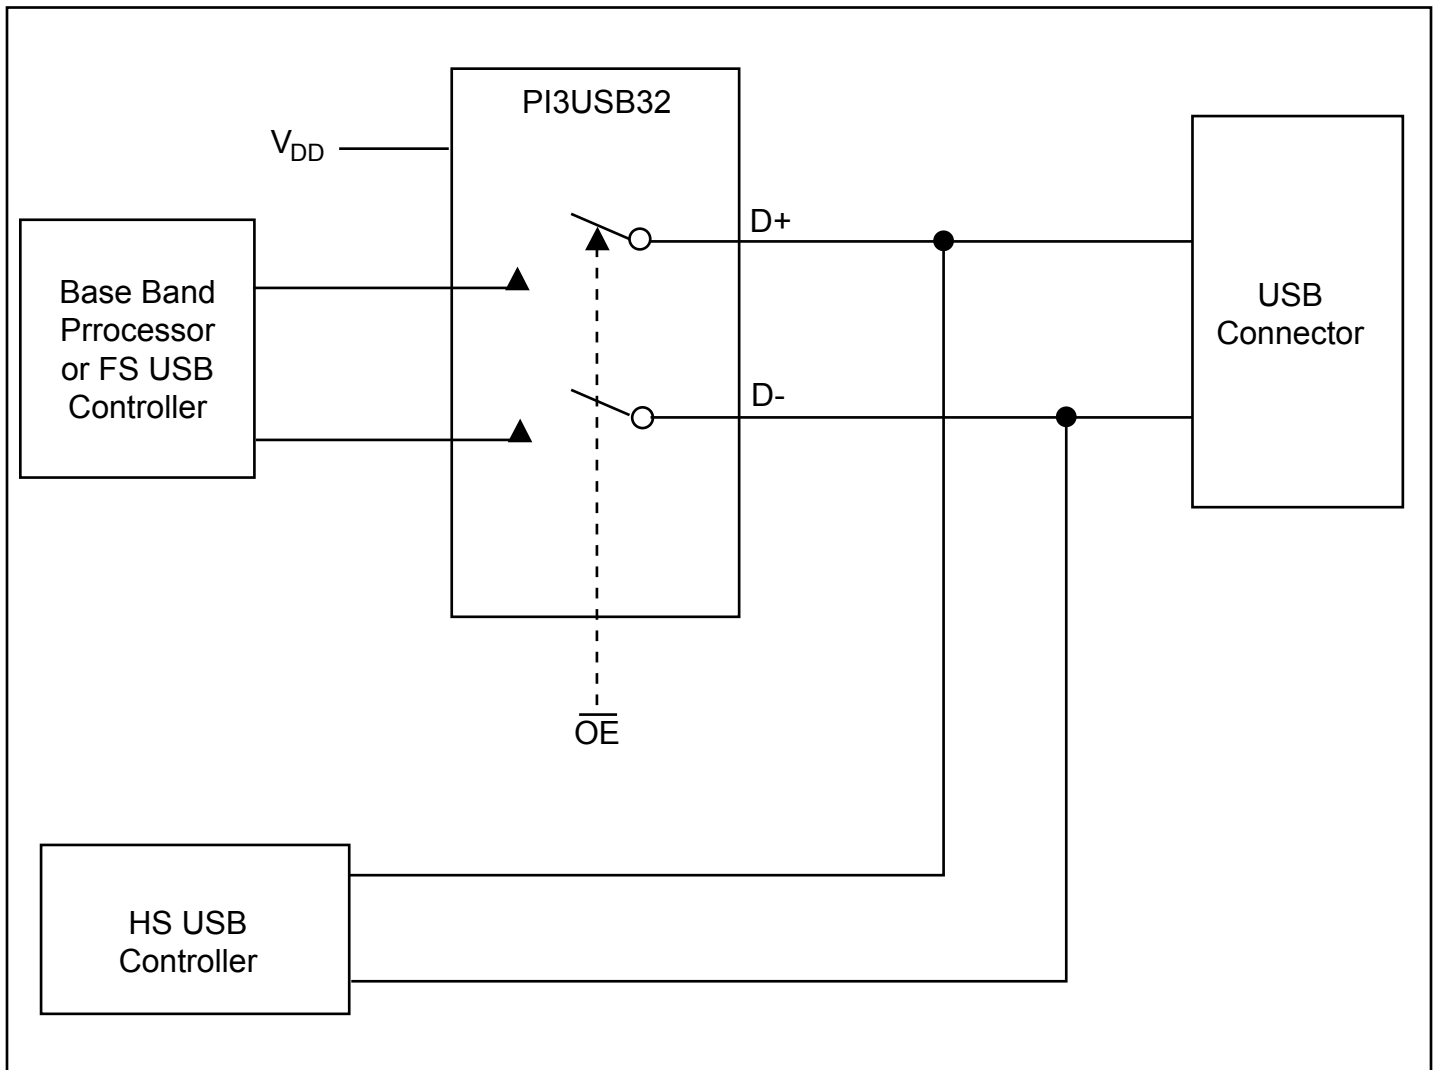 PI3USB32
VDD
D+
Base Band
Prrocessor
or FS USB
Controller
USB
Connector
D-
OE
HS USB
Controller